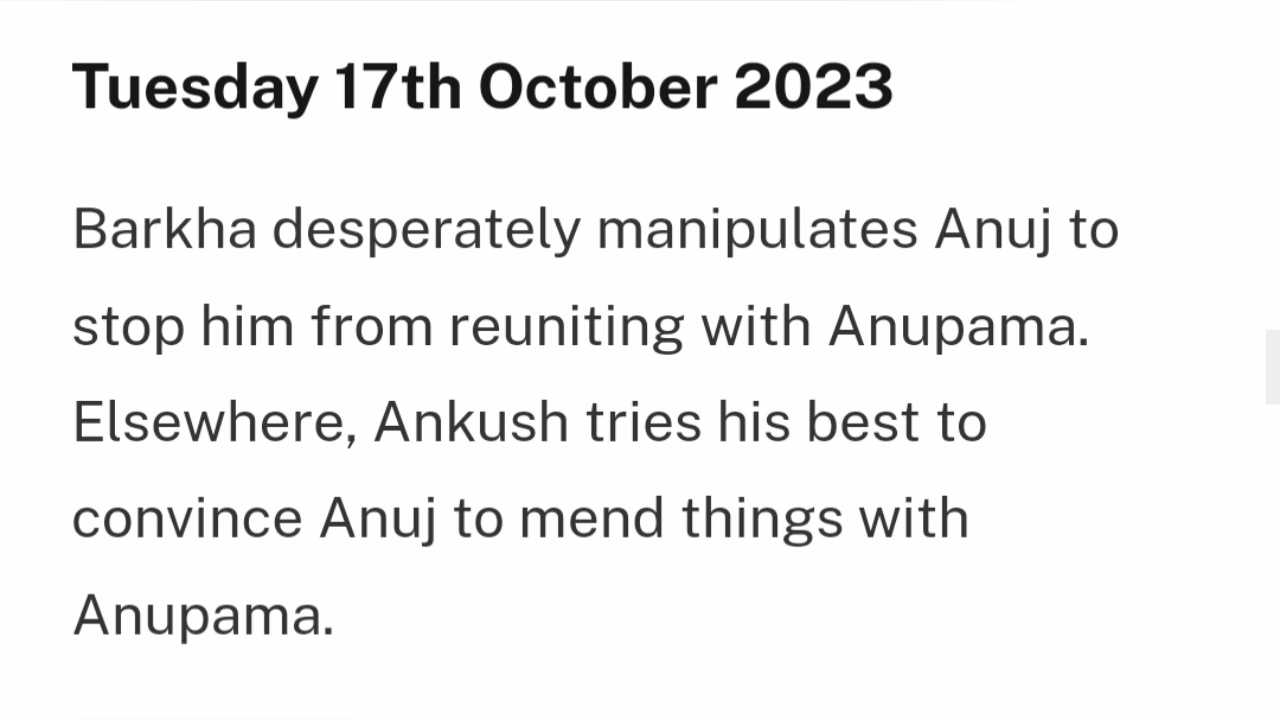 Tuesday 17th October 2023
Barkha desperately manipulates Anuj to
stop him from reuniting with Anupama.
Elsewhere, Ankush tries his best to
convince Anuj to mend things with
Anupama.